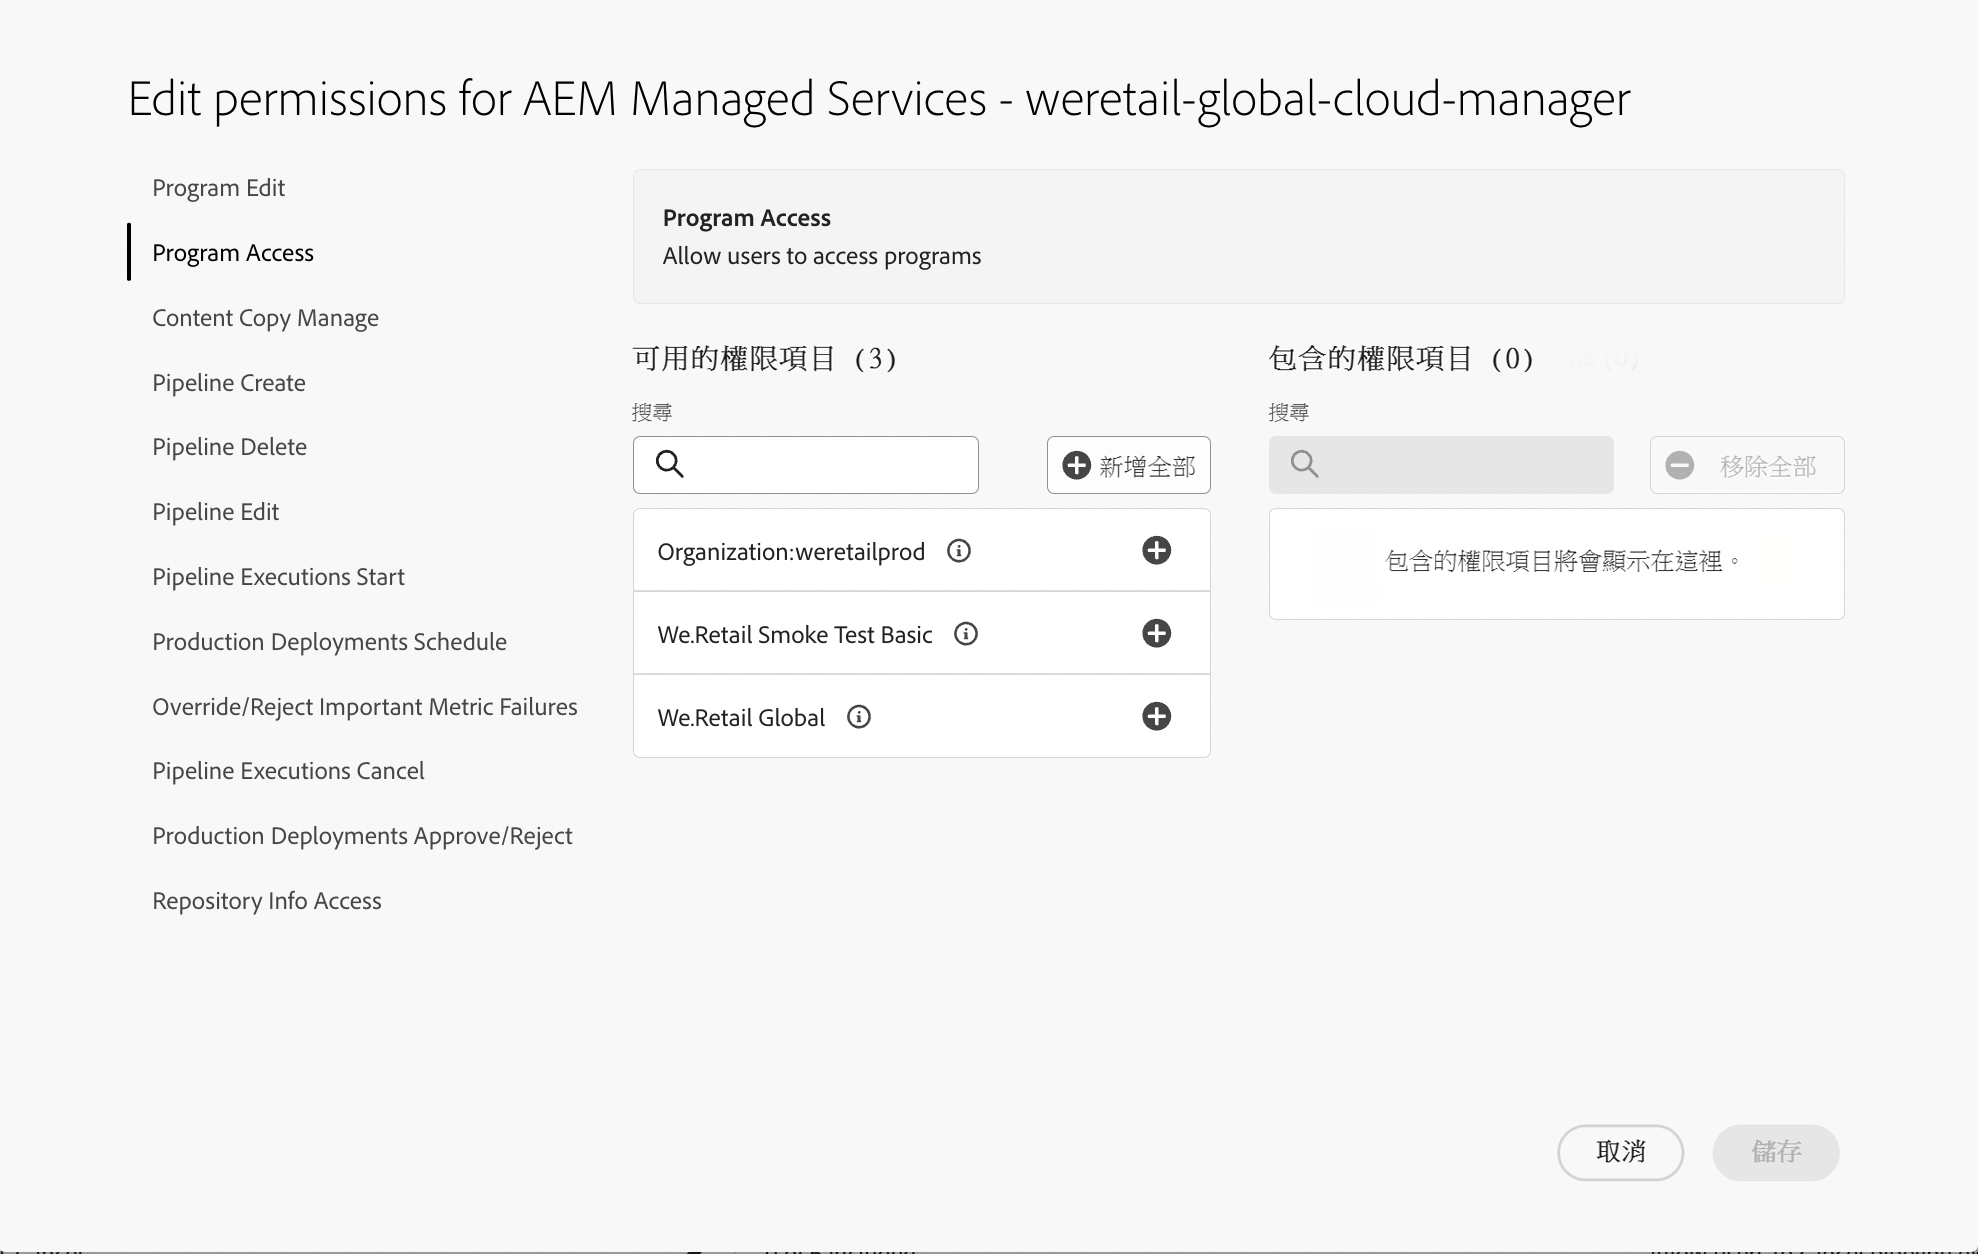 Edit permissions for AEM Managed Services - weretail-global-cloud-manager
Program Edit
Program Access
Content Copy Manage
Pipeline Create
Pipeline Delete
Pipeline Edit
Pipeline Executions Start
Production Deployments Schedule
Override/Reject Important Metric Failures
Pipeline Executions Cancel
Production Deployments Approve/Reject
Repository Info Access
Program Access
Allow users to access programs
可用的權限項目 (3)
搜尋
新增全部
Organization:weretailprod
We.Retail Smoke Test Basic
We.Retail Global
包含的權限項目 (0)
搜尋
移除全部
包含的權限項目將會顯示在這裡。
取消
儲存